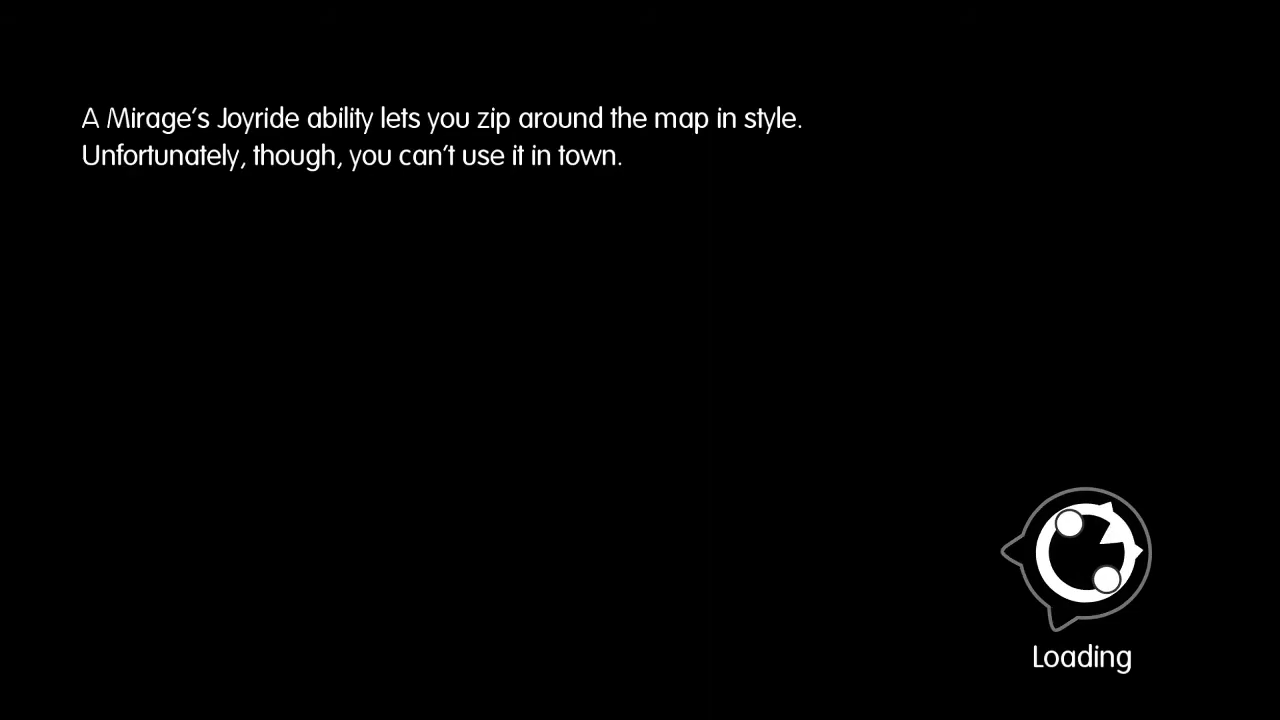 A Mirage's Joyride ability lets you zip around the map in style.
Unfortunately, though, you can't use it in town.
Loading